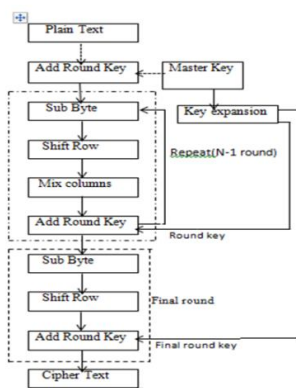 Plain Text
Add Round Key
Master Key
Sub Byte
Key expansion
Shift Row
Repeat(N-1 round)
Mix columns
Add Round Key
Round key
Sub Byte
Shift Row
Final round
Add Round Key
Final round key
Cipher Text